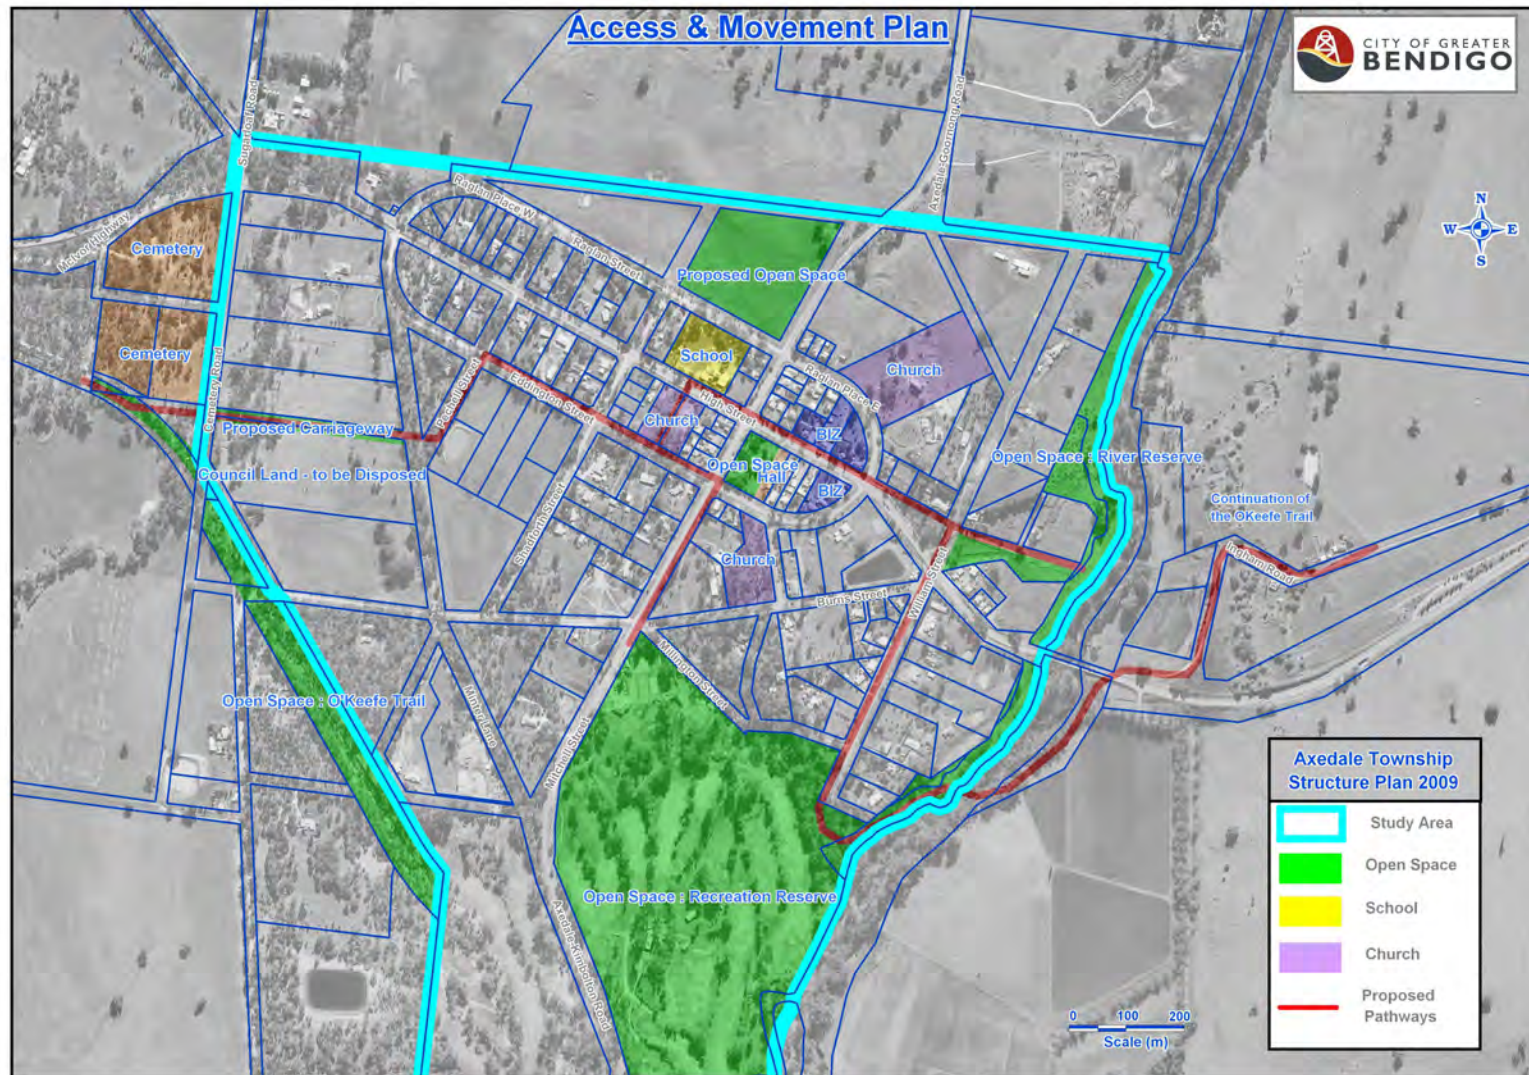 Access & Movement Plan
CITY OF GREATER
BENDIGO
Sugarloaf Road
Axedale-Goornong Road
McIvor Highway
Cemetery
Raglan Place W
Raglan Street
Proposed Open Space
N
W
E
S
Cemetery
School
Church
Raglan Place E
Cemetery Road
Pechell Street
Eddington Street
High Street
Church
BIZ
Proposed Carriageway
Open Space
Hall
Open Space : River Reserve
Council Land - to be Disposed
BIZ
Continuation of
the OKeefe Trail
Shadforth Street
Church
Ingham Road
Burns Street
William Street
Millington Street
Open Space : O'Keefe Trail
Minter Lane
Mitchell Street
Open Space : Recreation Reserve
Axedale-Kimbolton Road
Axedale Township
Structure Plan 2009
Study Area
Open Space
School
Church
Proposed
Pathways
0 100 200
Scale (m)